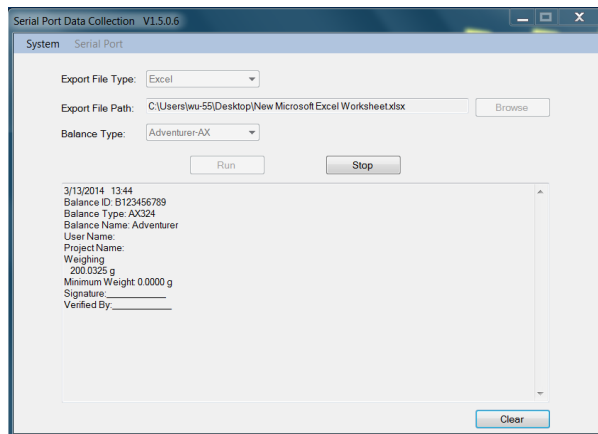 Serial Port Data Collection V1.5.0.6
System Serial Port
Export File Type: Excel
Export File Path: C:\Users\wu-55\Desktop\New Microsoft Excel Worksheet.xlsx Browse
Balance Type: Adventurer-AX
Run Stop
3/13/2014 13:44
Balance ID: B123456789
Balance Type: AX324
Balance Name: Adventurer
User Name:
Project Name:
Weighing
200.0325 g
Minimum Weight: 0.0000 g
Signature:____________
Verified By:____________
Clear